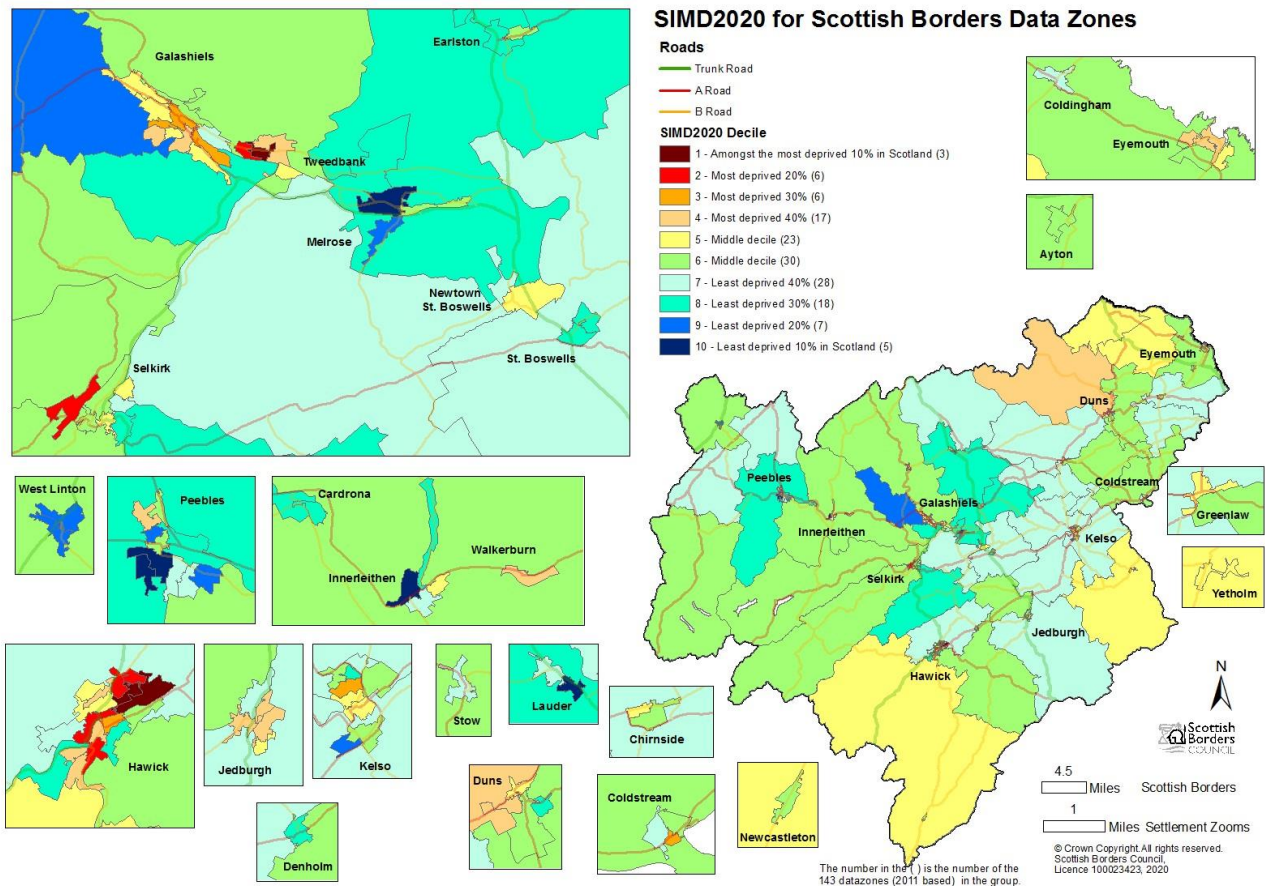 SIMD2020 for Scottish Borders Data Zones
Roads
Trunk Road
A Road
B Road
SIMD2020 Decile
1 - Amongst the most deprived 10% in Scotland (3)
2 - Most deprived 20% (6)
3 - Most deprived 30% (6)
4 - Most deprived 40% (17)
5 - Middle decile (23)
6 - Middle decile (30)
7 - Least deprived 40% (28)
8 - Least deprived 30% (18)
9 - Least deprived 20% (7)
10 - Least deprived 10% in Scotland (5)
Earlston
Galashiels
Tweedbank
Melrose
Newtown
St. Boswells
St. Boswells
Selkirk
Coldingham
Eyemouth
Ayton
West Linton
Peebles
Cardrona
Walkerburn
Innerleithen
Hawick
Jedburgh
Kelso
Stow
Lauder
Chirnside
Denholm
Duns
Coldstream
Newcastleton
Greenlaw
Yetholm
Eyemouth
Duns
Coldstream
Peebles
Galashiels
Innerleithen
Kelso
Selkirk
Jedburgh
Hawick
N
Scottish
Borders
COUNCIL
4.5
Miles Scottish Borders
1
Miles Settlement Zooms
© Crown Copyright. All rights reserved.
Scottish Borders Council,
Licence 100023423, 2020
The number in the ( ) is the number of the
143 datazones (2011 based) in the group.